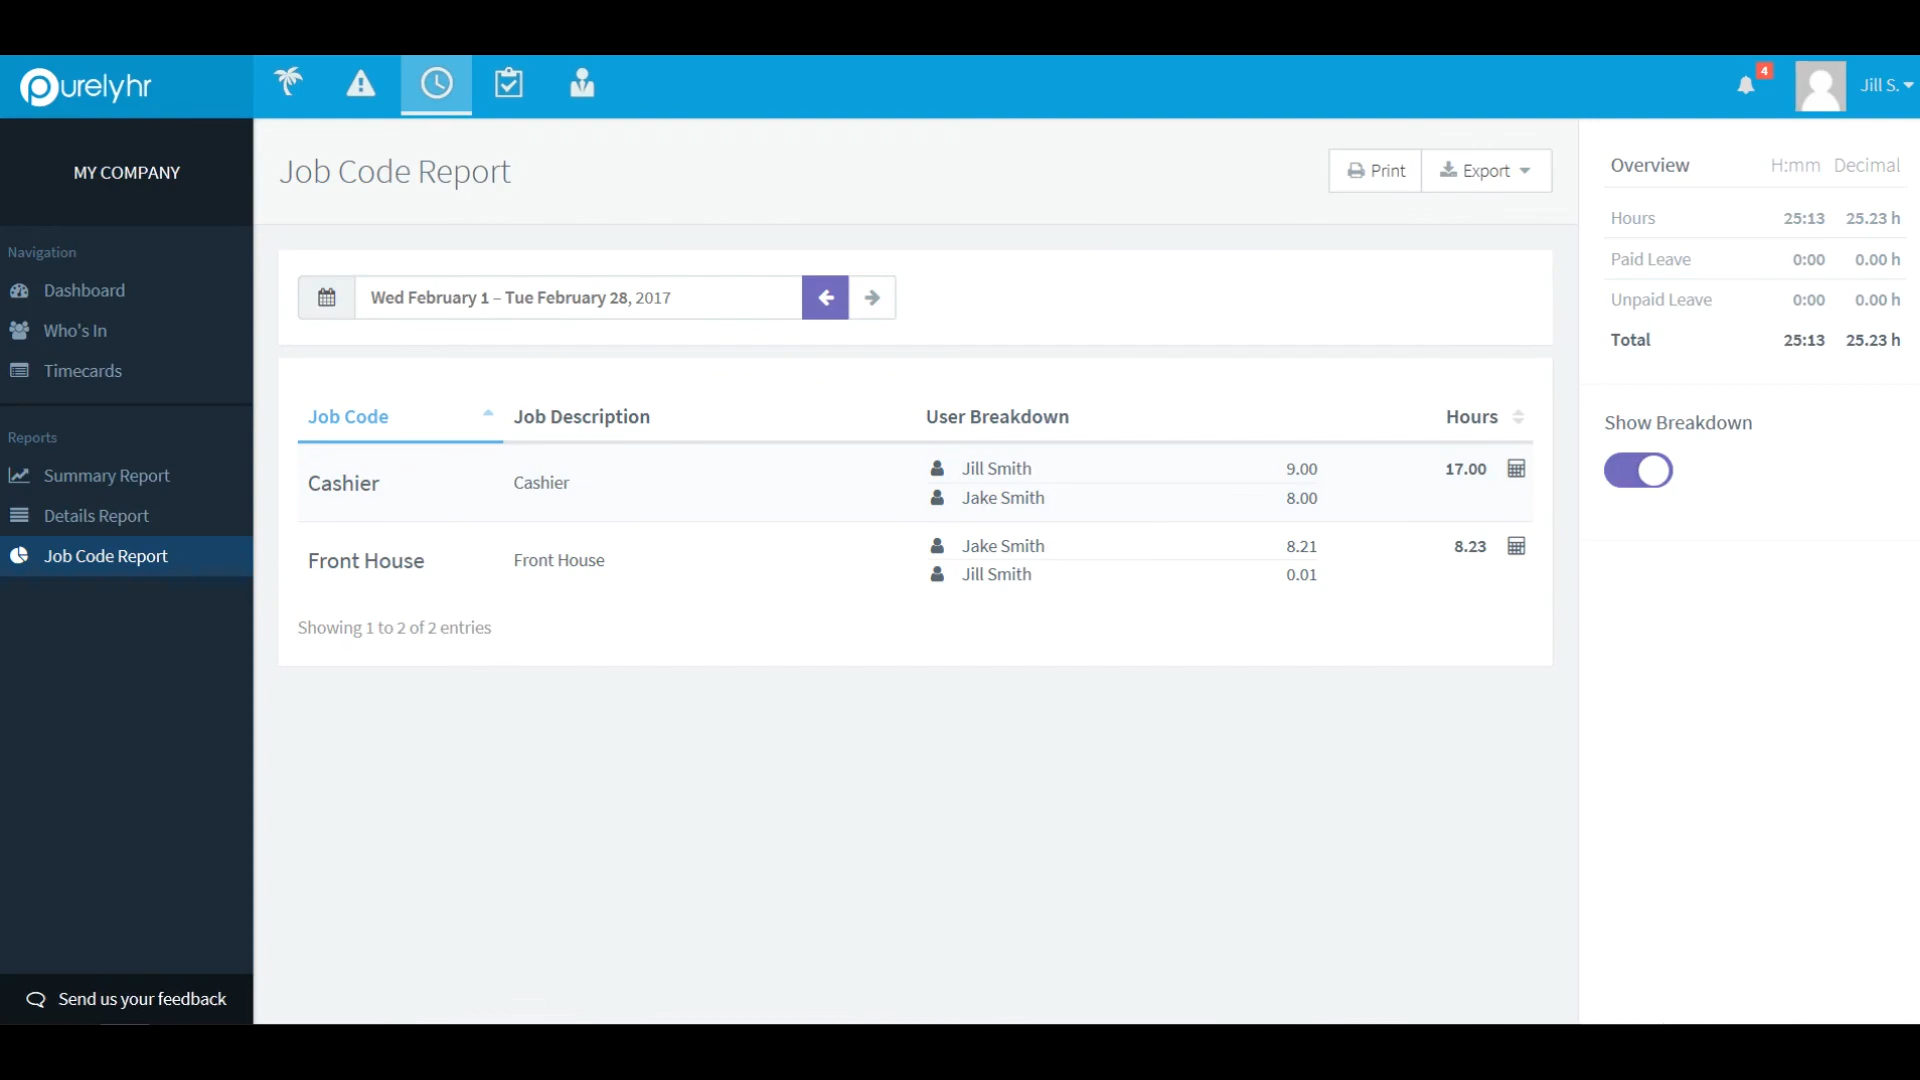 purelyhr
4
Jill S.
MY COMPANY
Navigation
Dashboard
Who's In
Timecards
Reports
Summary Report
Details Report
Job Code Report
Send us your feedback
Job Code Report
Print
Export
Wed February 1 – Tue February 28, 2017
Job Code Job Description User Breakdown Hours
Cashier Cashier Jill Smith 9.00 17.00
Jake Smith 8.00
Front House Front House Jake Smith 8.21 8.23
Jill Smith 0.01
Showing 1 to 2 of 2 entries
Overview H:mm Decimal
Hours 25:13 25.23 h
Paid Leave 0:00 0.00 h
Unpaid Leave 0:00 0.00 h
Total 25:13 25.23 h
Show Breakdown